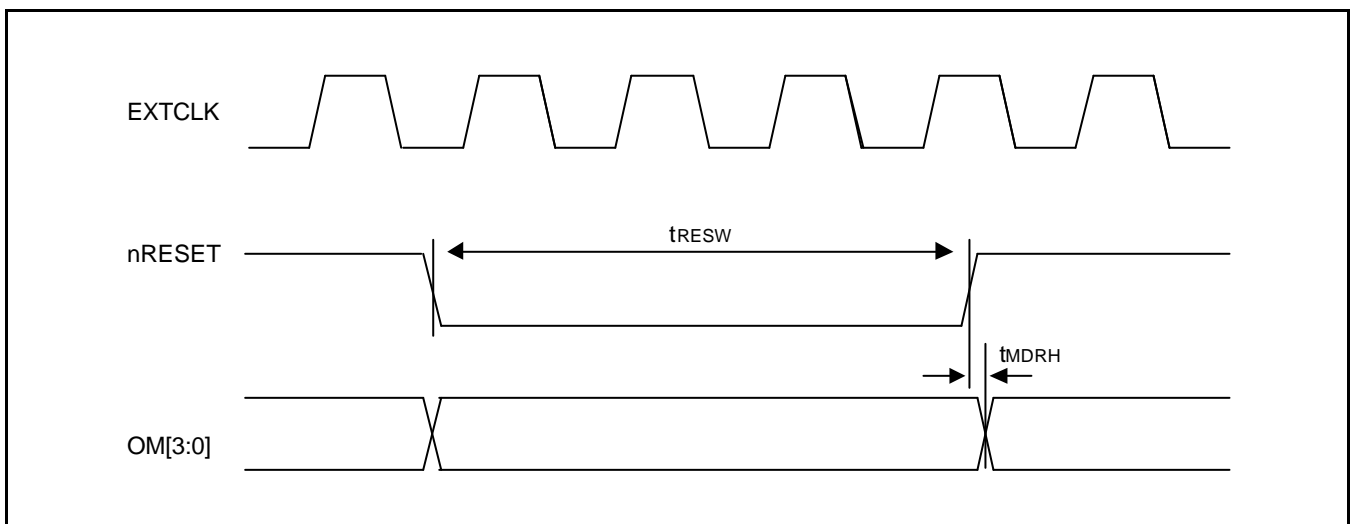 EXTCLK
tRESW
nRESET
tMDRH
OM[3:0]